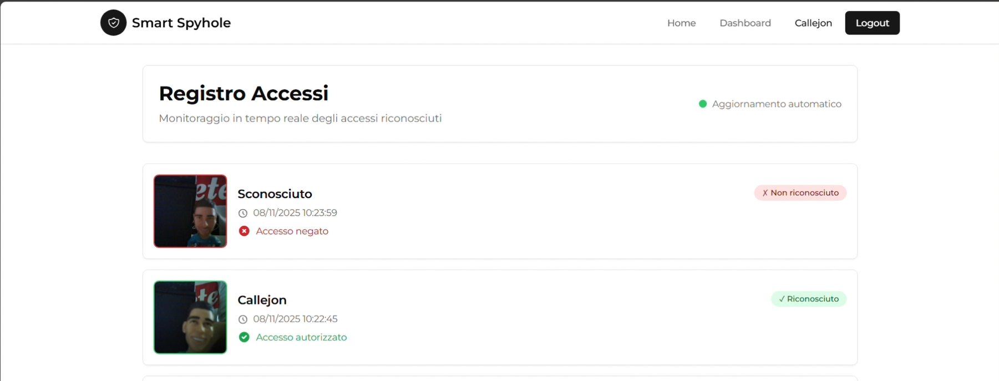 Smart Spyhole
Home
Dashboard
Callejon
Logout
Registro Accessi
Monitoraggio in tempo reale degli accessi riconosciuti
Aggiornamento automatico
ete
Sconosciuto
08/11/2025 10:23:59
Accesso negato
✗ Non riconosciuto
ete
Callejon
08/11/2025 10:22:45
Accesso autorizzato
✓ Riconosciuto